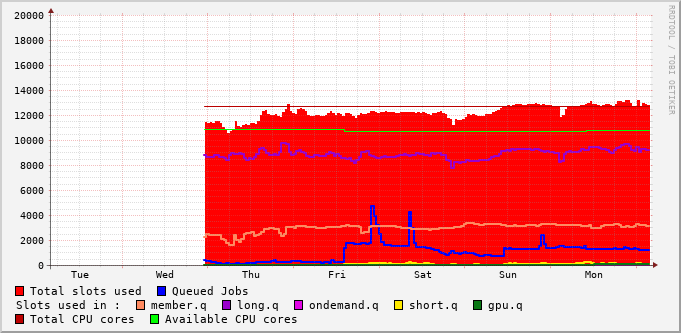 20000
18000
16000
14000
12000
10000
8000
6000
4000
2000
0
Tue Wed Thu Fri Sat Sun Mon
RRDTOOL / TOBI OETIKER
Total slots used Queued Jobs
Slots used in : member.q long.q ondemand.q short.q gpu.q
Total CPU cores Available CPU cores